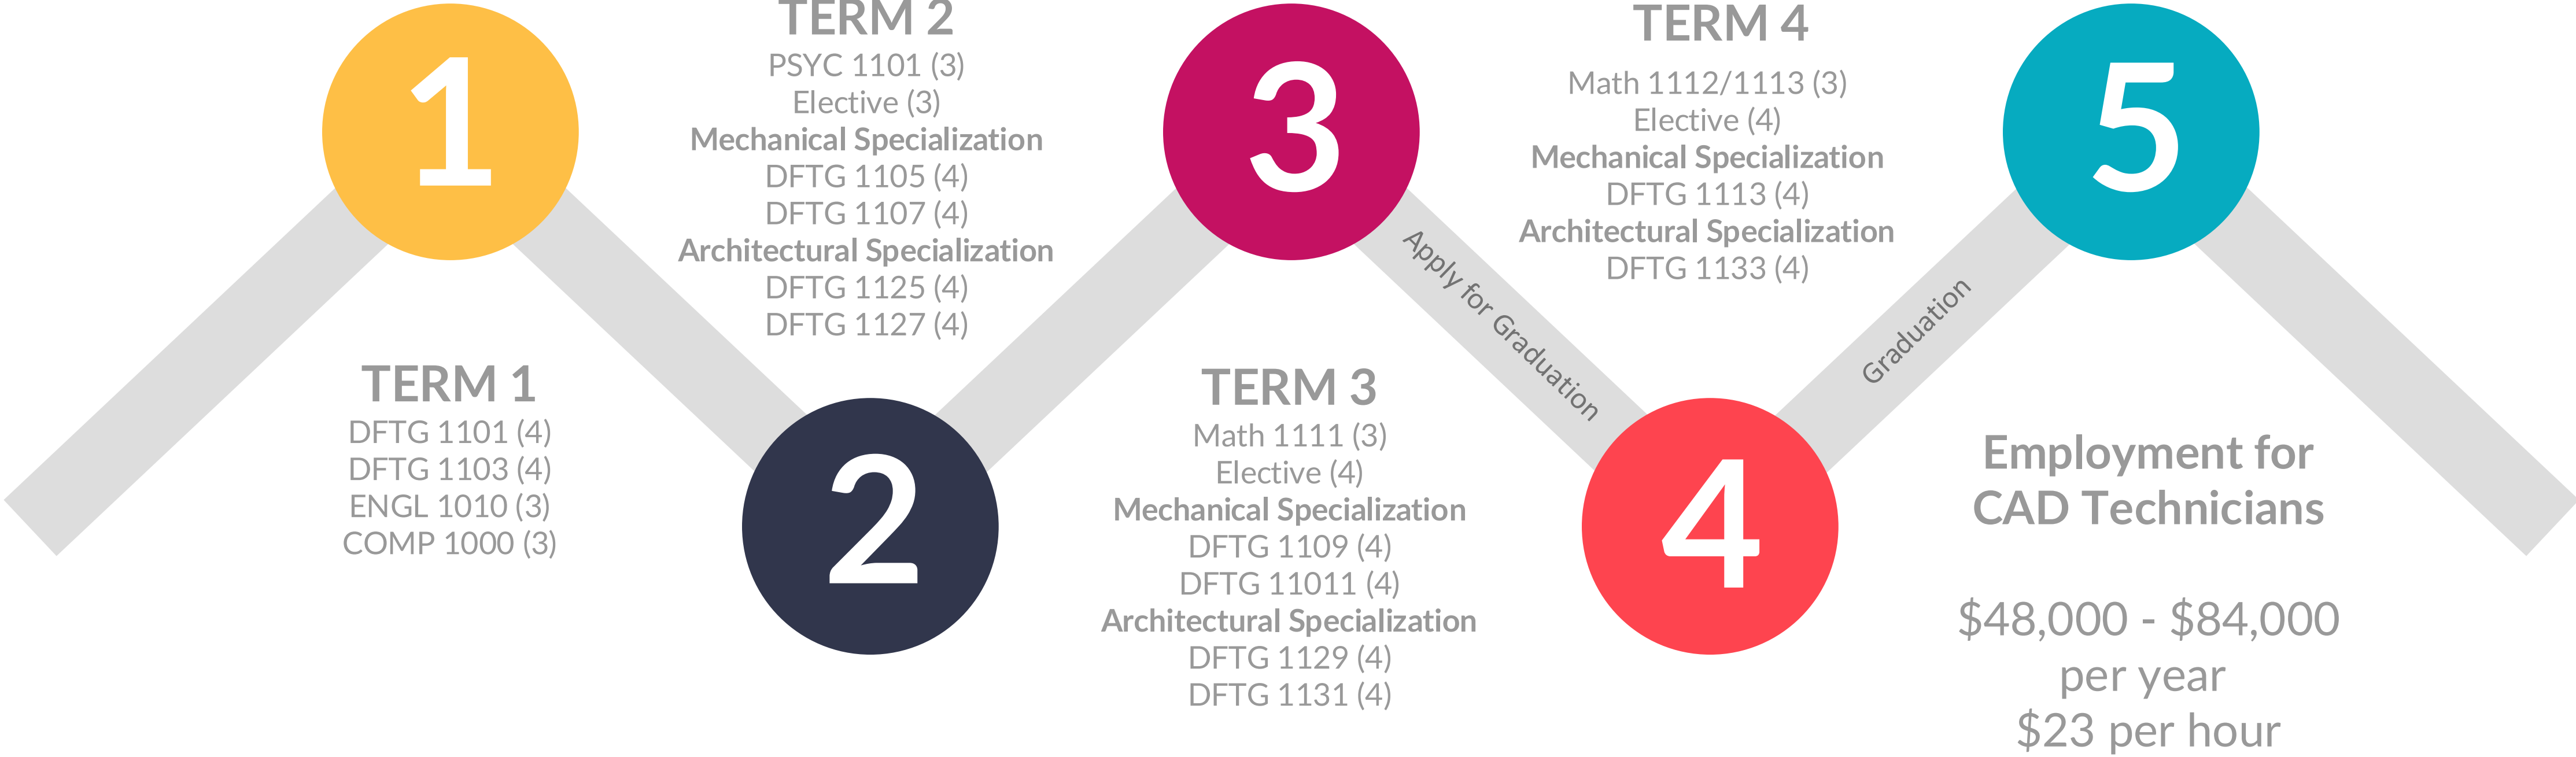 1
TERM 1
DFTG 1101 (4)
DFTG 1103 (4)
ENGL 1010 (3)
COMP 1000 (3)
TERM 2
PSYC 1101 (3)
Elective (3)
Mechanical Specialization
DFTG 1105 (4)
DFTG 1107 (4)
Architectural Specialization
DFTG 1125 (4)
DFTG 1127 (4)
2
3
TERM 3
Math 1111 (3)
Elective (4)
Mechanical Specialization
DFTG 1109 (4)
DFTG 11011 (4)
Architectural Specialization
DFTG 1129 (4)
DFTG 1131 (4)
Apply for Graduation
TERM 4
Math 1112/1113 (3)
Elective (4)
Mechanical Specialization
DFTG 1113 (4)
Architectural Specialization
DFTG 1133 (4)
4
Graduation
5
Employment for
CAD Technicians
$48,000 - $84,000
per year
$23 per hour